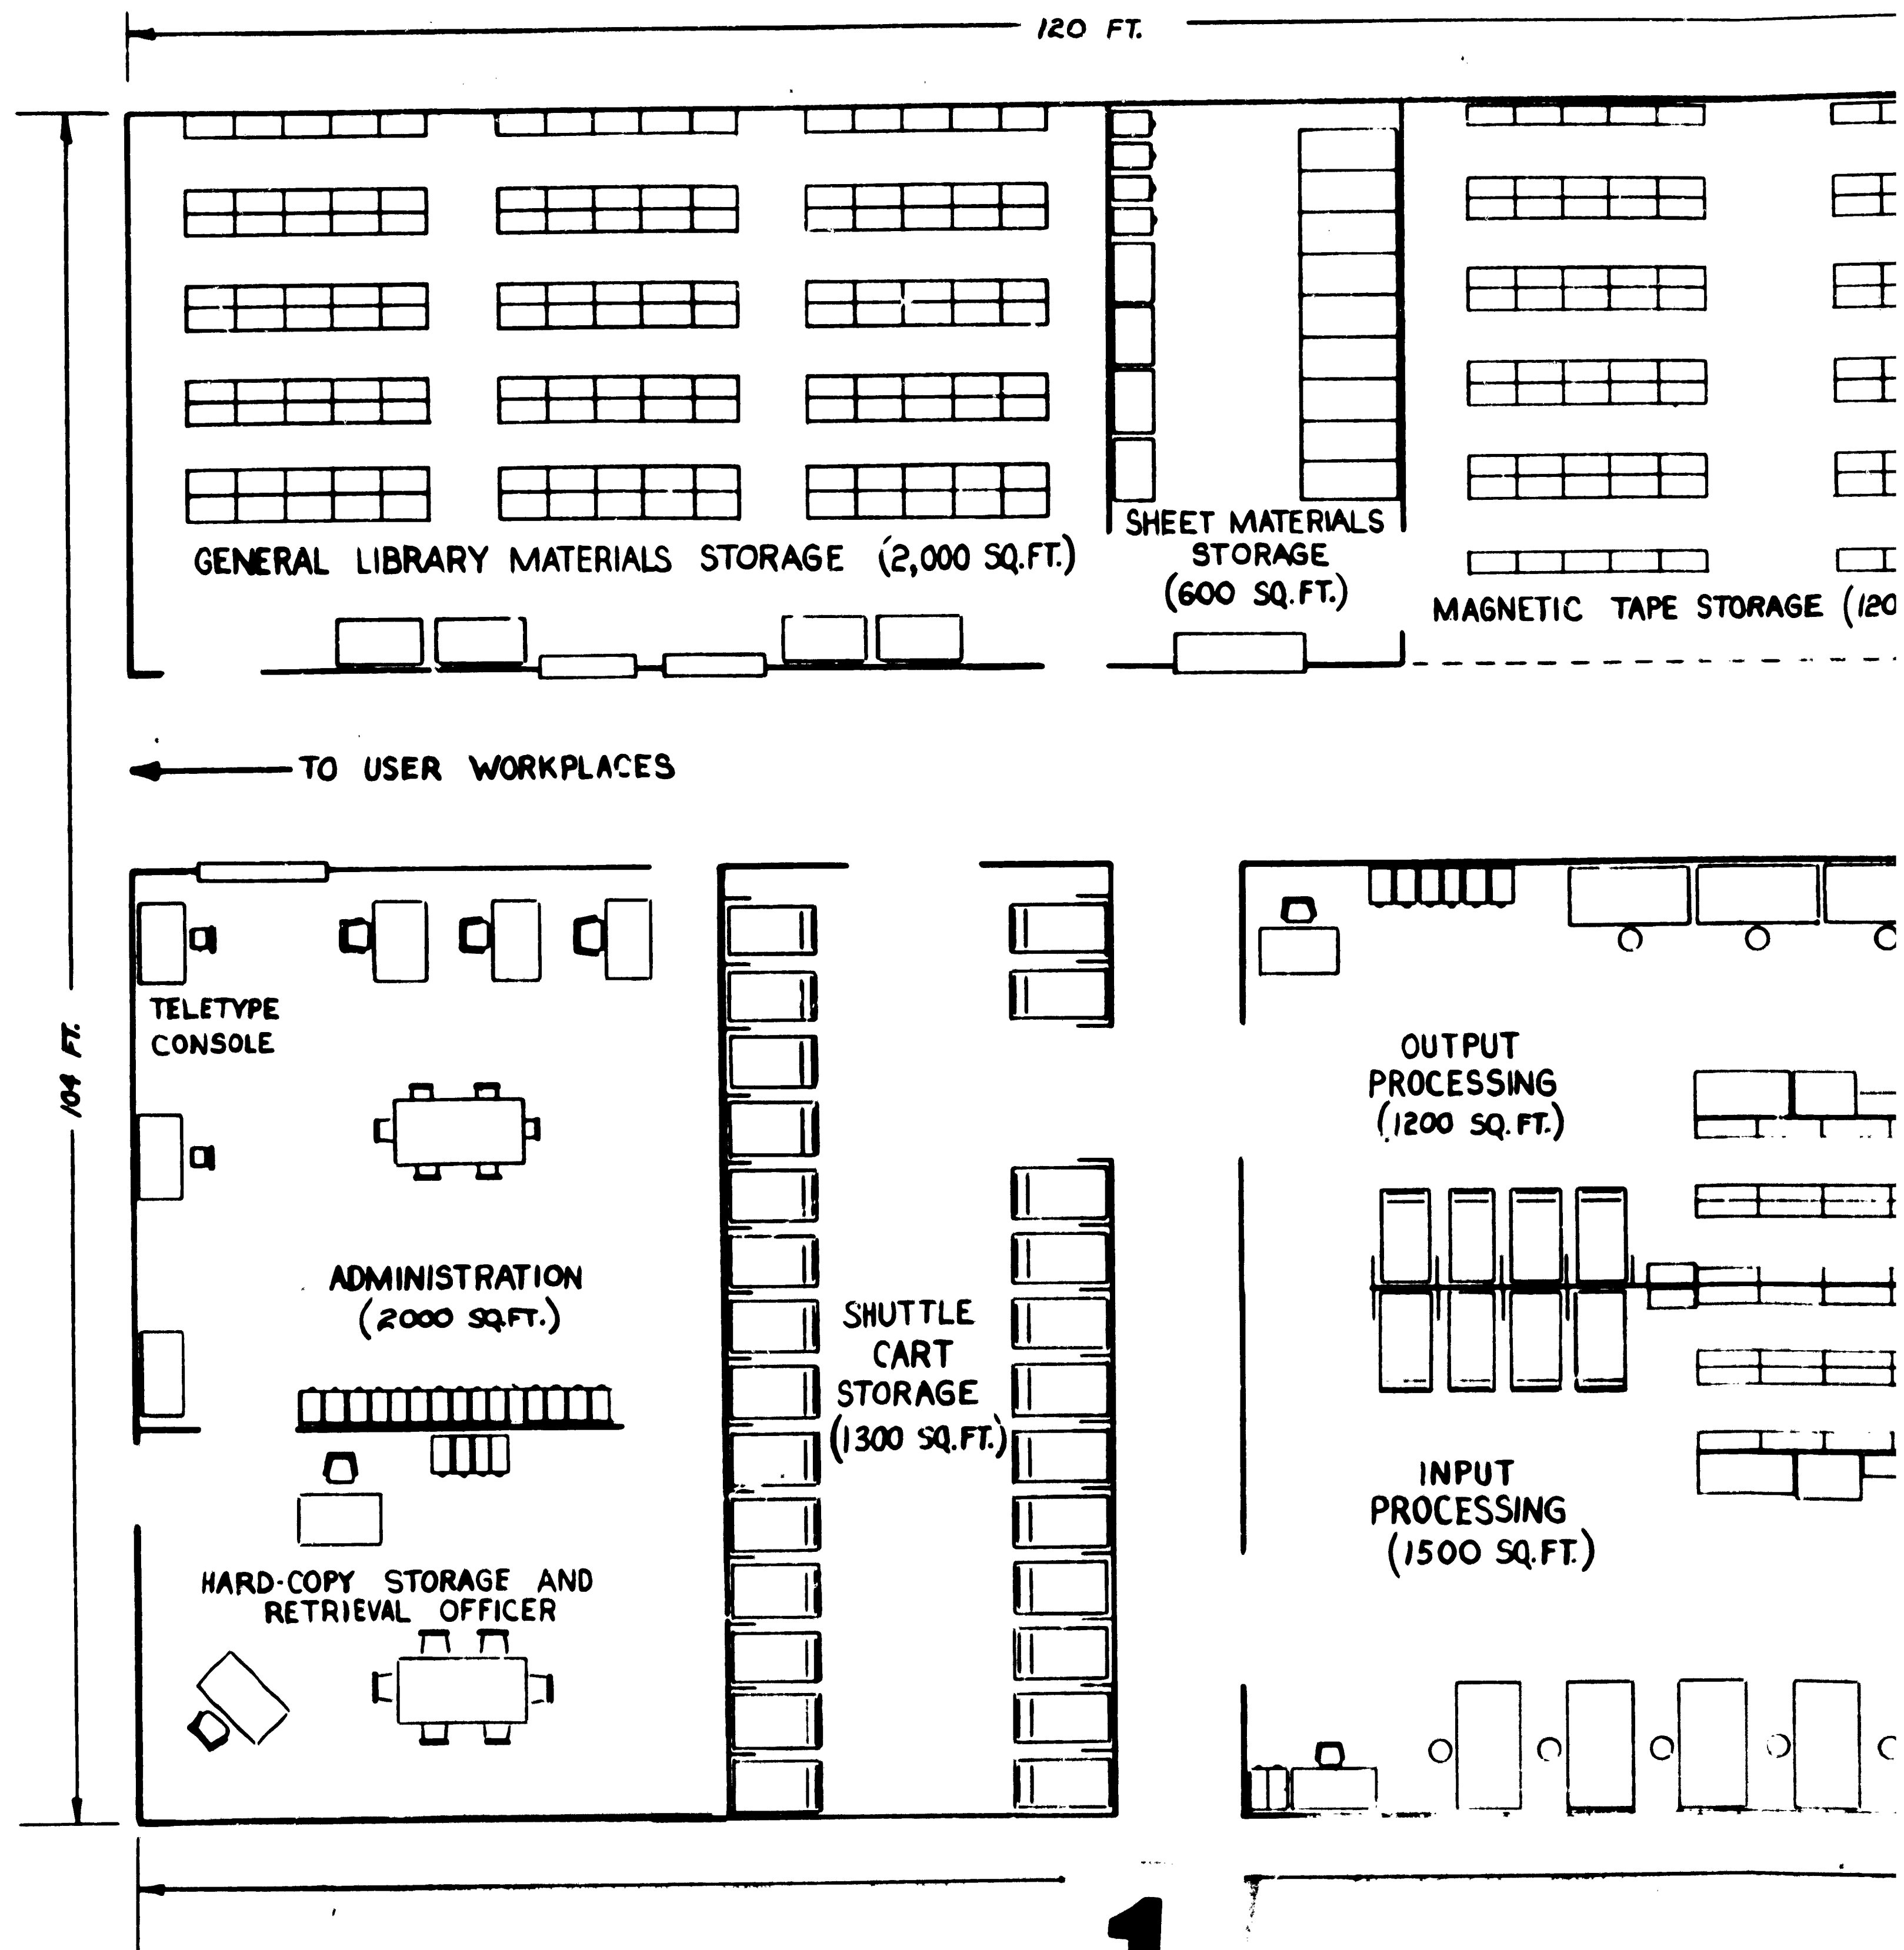 120 FT.
GENERAL LIBRARY MATERIALS STORAGE (2,000 SQ.FT.)
SHEET MATERIALS
STORAGE
(600 SQ.FT.)
MAGNETIC TAPE STORAGE (120
TO USER WORKPLACES
104 FT.
TELETYPE
CONSOLE
ADMINISTRATION
(2000 SQ.FT.)
HARD-COPY STORAGE AND
RETRIEVAL OFFICER
SHUTTLE
CART
STORAGE
(1300 SQ.FT.)
OUTPUT
PROCESSING
(1200 SQ.FT.)
INPUT
PROCESSING
(1500 SQ.FT.)
1